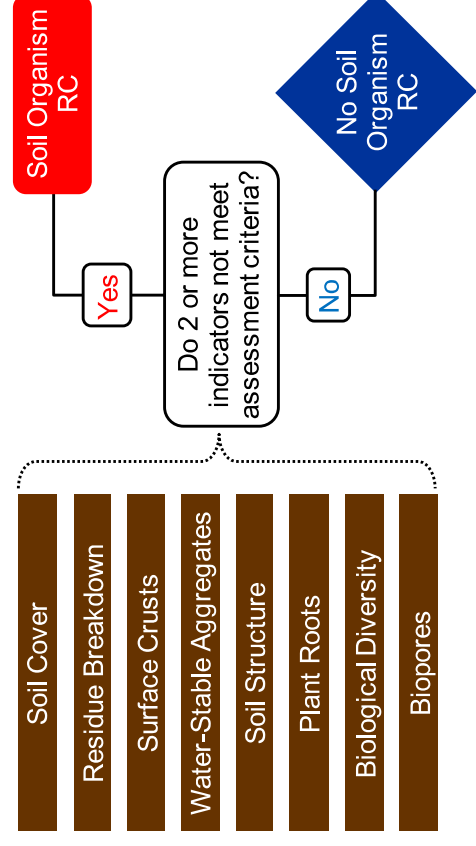 Soil Cover
Residue Breakdown
Surface Crusts
Water-Stable Aggregates
Soil Structure
Plant Roots
Biological Diversity
Biopores
Do 2 or more
indicators not meet
assessment criteria?
Yes
Soil Organism
RC
No
No Soil
Organism
RC